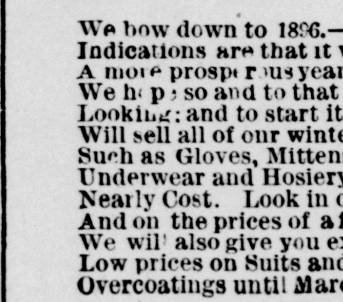 We bow down to 1896.—
Indications are that it
A more prosperous year
We hope so and to that
Looking; and to start it
Will sell all of our winte
Such as Gloves, Mitten
Underwear and Hosiery
Nearly Cost. Look in
And on the prices of a
We will also give you e
Low prices on Suits and
Overcoatings until Mar